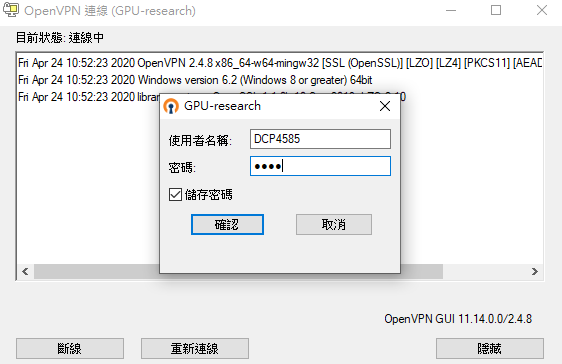 OpenVPN 連線 (GPU-research)
目前狀態: 連線中
Fri Apr 24 10:52:23 2020 OpenVPN 2.4.8 x86_64-w64-mingw32 [SSL (OpenSSL)] [LZO] [LZ4] [PKCS11] [AEAD
Fri Apr 24 10:52:23 2020 Windows version 6.2 (Windows 8 or greater) 64bit
Fri Apr 24 10:52:23 2020 librar
GPU-research
使用者名稱: DCP4585
密碼: ●●●●
儲存密碼
確認 取消
OpenVPN GUI 11.14.0.0/2.4.8
斷線 重新連線 隱藏